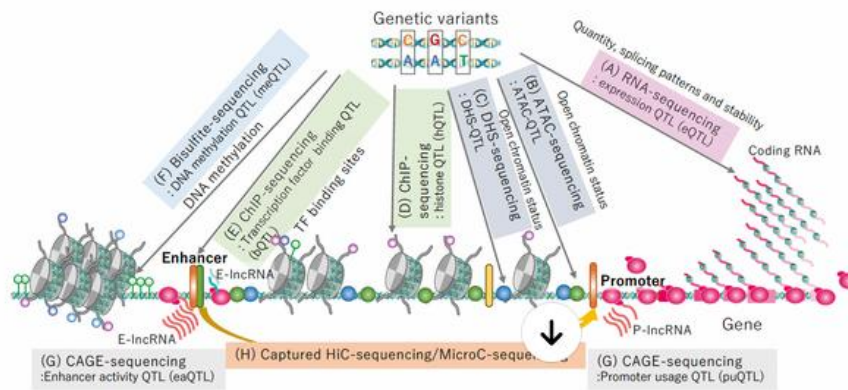 Genetic variants
C G C
A A T
(F) Bisulfite-sequencing
: DNA methylation QTL (meQTL)
DNA methylation
(E) ChIP-sequencing
: Transcription factor binding QTL
(bQTL)
TF binding sites
(D) ChIP-
sequencing
: histone QTL (hQTL)
(C) DHS-sequencing
: DHS-QTL
Open chromatin status
(B) ATAC-sequencing
: ATAC-QTL
Open chromatin status
(A) RNA-sequencing
: expression QTL (eQTL)
Quantity, splicing patterns and stability
Coding RNA
Enhancer
E-lncRNA
E-lncRNA
Promoter
P-lncRNA
Gene
(G) CAGE-sequencing
:Enhancer activity QTL (eaQTL)
(H) Captured HiC-sequencing/MicroC-sequencing
(G) CAGE-sequencing
:Promoter usage QTL (puQTL)